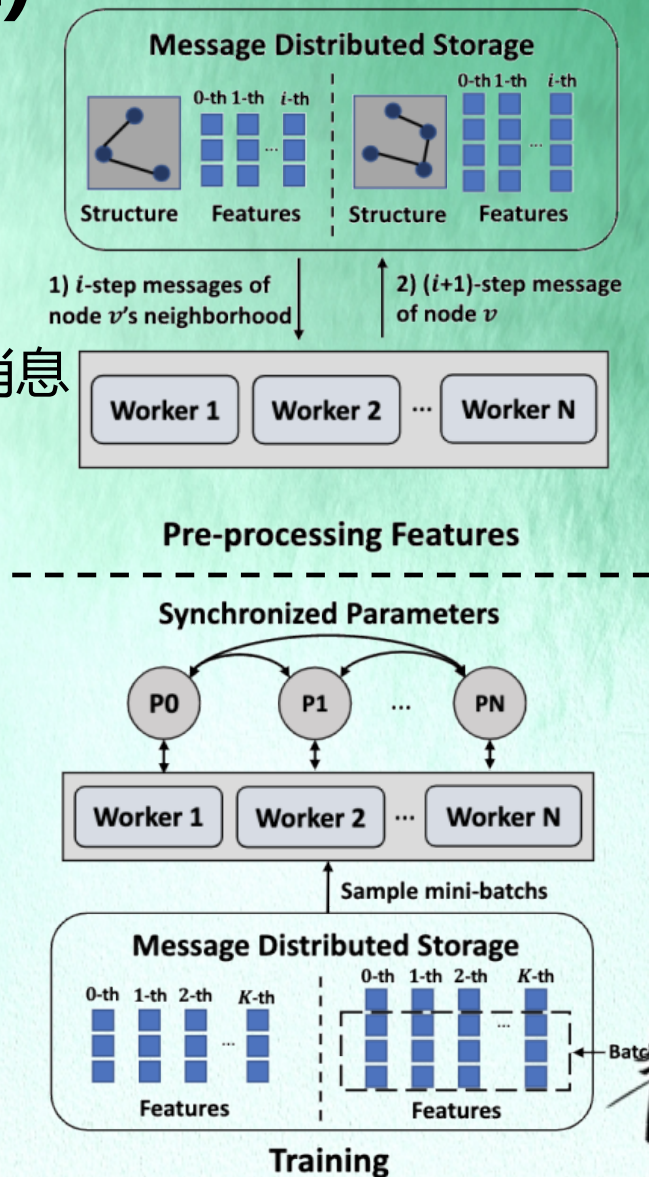 Message Distributed Storage
0-th 1-th i-th 0-th 1-th i-th
... ...
Structure Features Structure Features
1) i-step messages of
node v's neighborhood
2) (i+1)-step message
of node v
消息
Worker 1 Worker 2 ... Worker N
Pre-processing Features
Synchronized Parameters
P0 P1 ... PN
Worker 1 Worker 2 ... Worker N
Sample mini-batchs
Message Distributed Storage
0-th 1-th 2-th K-th 0-th 1-th 2-th K-th
... ...
Batc
Features Features
Training